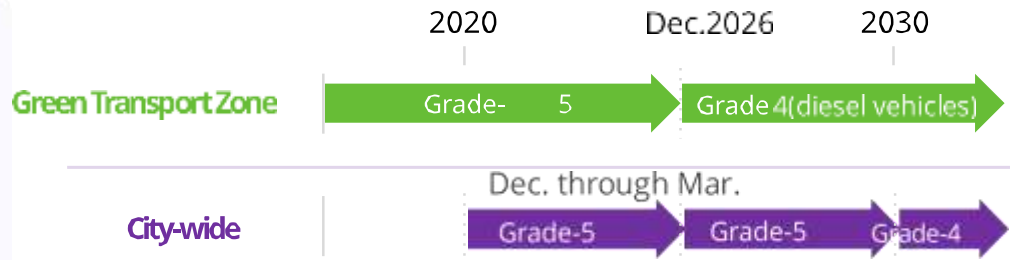 2020 Dec.2026 2030
Green Transport Zone Grade- 5 Grade 4(diesel vehicles)
Dec. through Mar.
City-wide Grade-5 Grade-5 Grade-4